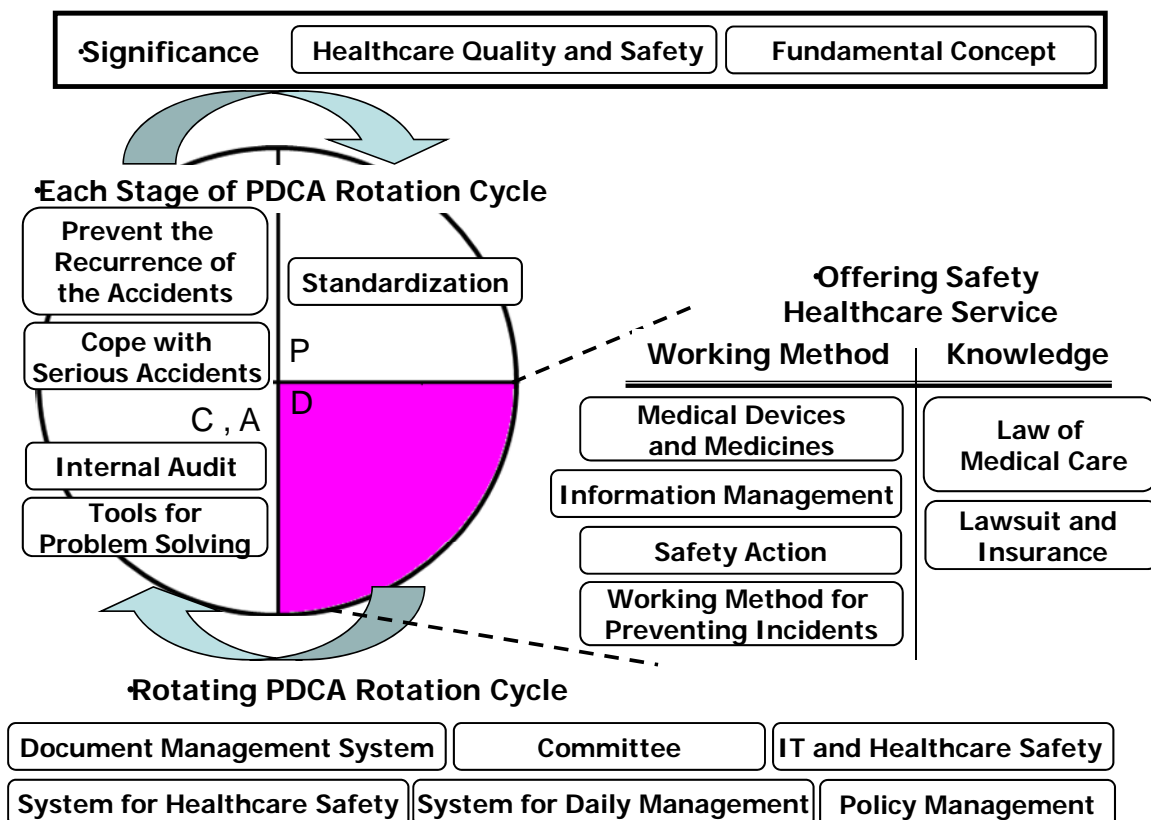 ·Significance
Healthcare Quality and Safety
Fundamental Concept
·Each Stage of PDCA Rotation Cycle
Prevent the
Recurrence of
the Accidents
Standardization
Cope with
Serious Accidents
P
D
C , A
Internal Audit
Tools for
Problem Solving
·Offering Safety
Healthcare Service
Working Method
Knowledge
Medical Devices
and Medicines
Information Management
Safety Action
Working Method for
Preventing Incidents
Law of
Medical Care
Lawsuit and
Insurance
·Rotating PDCA Rotation Cycle
Document Management System
Committee
IT and Healthcare Safety
System for Healthcare Safety
System for Daily Management
Policy Management